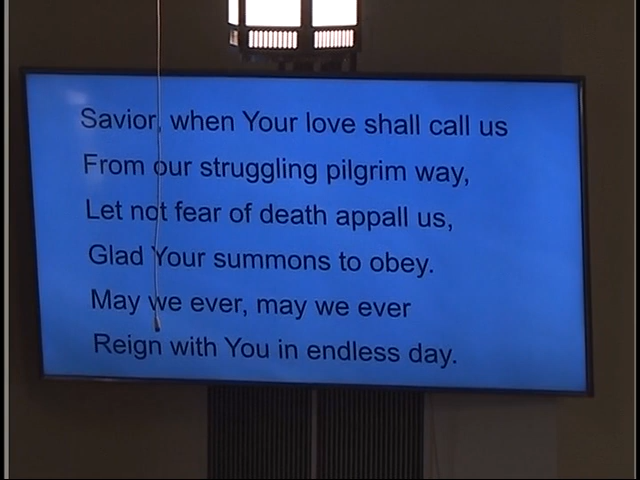 Savior, when Your love shall call us
From our struggling pilgrim way,
Let not fear of death appall us,
Glad Your summons to obey.
May we ever, may we ever
Reign with You in endless day.